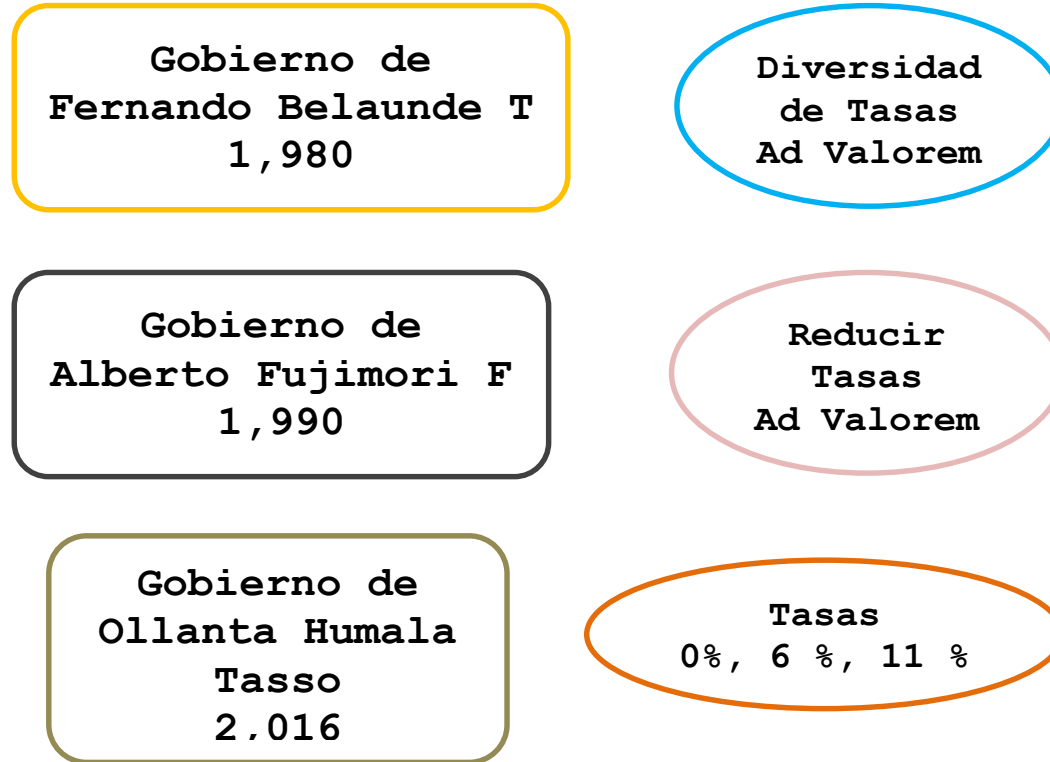 Gobierno de
Fernando Belaunde T
1,980
Diversidad
de Tasas
Ad Valorem
Gobierno de
Alberto Fujimori F
1,990
Reducir
Tasas
Ad Valorem
Gobierno de
Ollanta Humala
Tasso
2.016
Tasas
0%, 6 %, 11 %